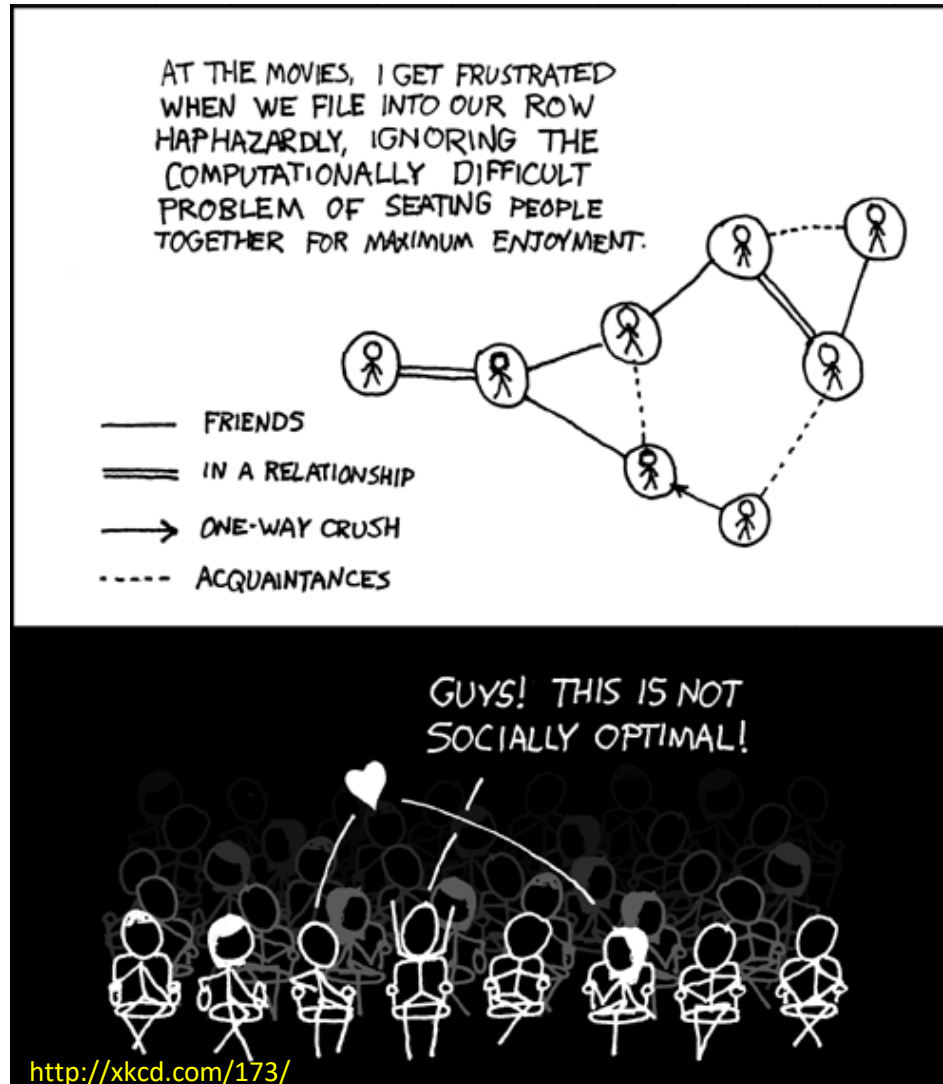 AT THE MOVIES, I GET FRUSTRATED
WHEN WE FILE INTO OUR ROW
HAPHAZARDLY, IGNORING THE
COMPUTATIONALLY DIFFICULT
PROBLEM OF SEATING PEOPLE
TOGETHER FOR MAXIMUM ENJOYMENT.
FRIENDS
IN A RELATIONSHIP
ONE-WAY CRUSH
ACQUAINTANCES
GUYS! THIS IS NOT
SOCIALLY OPTIMAL!
http://xkcd.com/173/